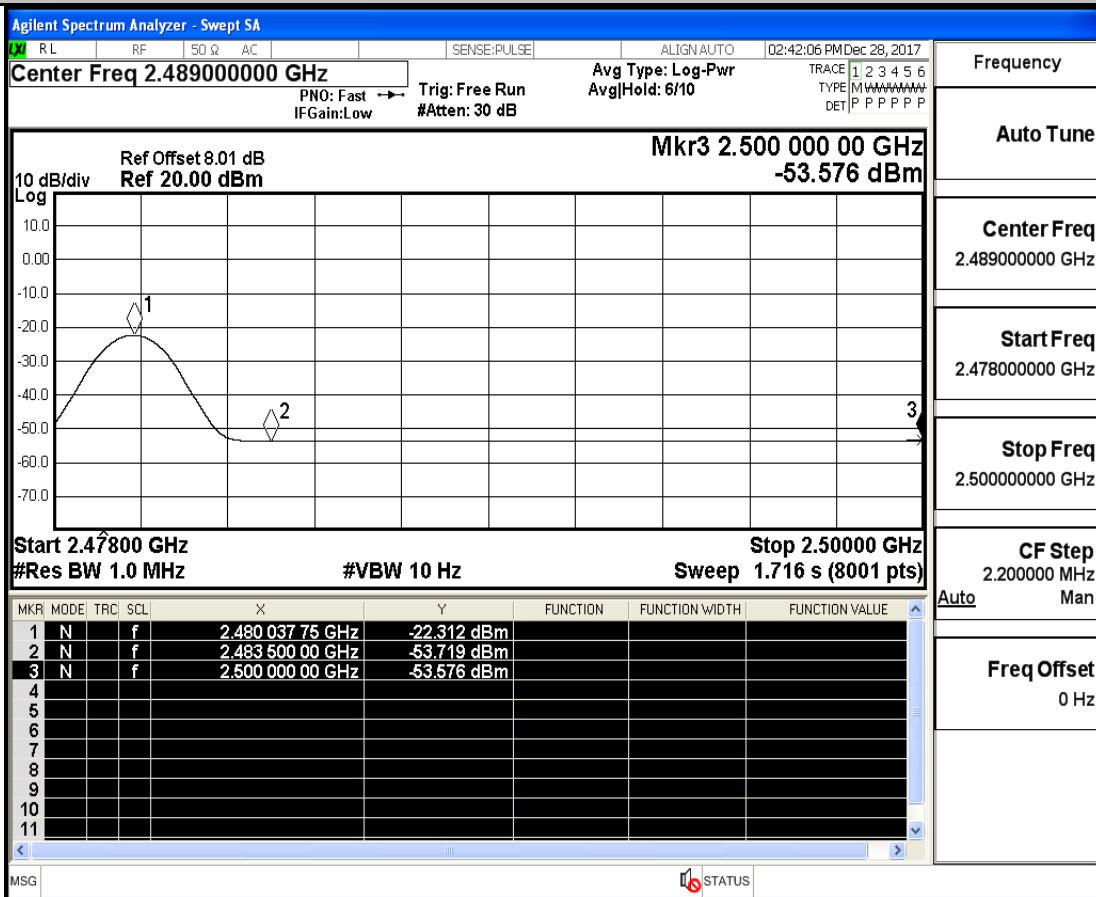 Agilent Spectrum Analyzer - Swept SA
LXI RL RF 50 Ω AC SENSE:PULSE ALIGN AUTO 02:42:06 PM Dec 28, 2017
Center Freq 2.489000000 GHz
PNO: Fast
IFGain:Low
Trig: Free Run
#Atten: 30 dB
Avg Type: Log-Pwr
Avg|Hold: 6/10
TRACE 1 2 3 4 5 6
TYPE M WWWWW
DET P P P P P P
Mkr3 2.500 000 00 GHz
-53.576 dBm
Ref Offset 8.01 dB
10 dB/div Ref 20.00 dBm
Log
10.0
0.00
-10.0
-20.0
-30.0
-40.0
-50.0
-60.0
-70.0
1
2
3
Start 2.47800 GHz Stop 2.50000 GHz
#Res BW 1.0 MHz #VBW 10 Hz Sweep 1.716 s (8001 pts)
MKR MODE TRC SCL X Y FUNCTION FUNCTION WIDTH FUNCTION VALUE
1 N f 2.480 037 75 GHz -22.312 dBm
2 N f 2.483 500 00 GHz -53.719 dBm
3 N f 2.500 000 00 GHz -53.576 dBm
4
5
6
7
8
9
10
11
MSG STATUS
Frequency
Auto Tune
Center Freq
2.489000000 GHz
Start Freq
2.478000000 GHz
Stop Freq
2.500000000 GHz
CF Step
2.200000 MHz
Auto Man
Freq Offset
0 Hz